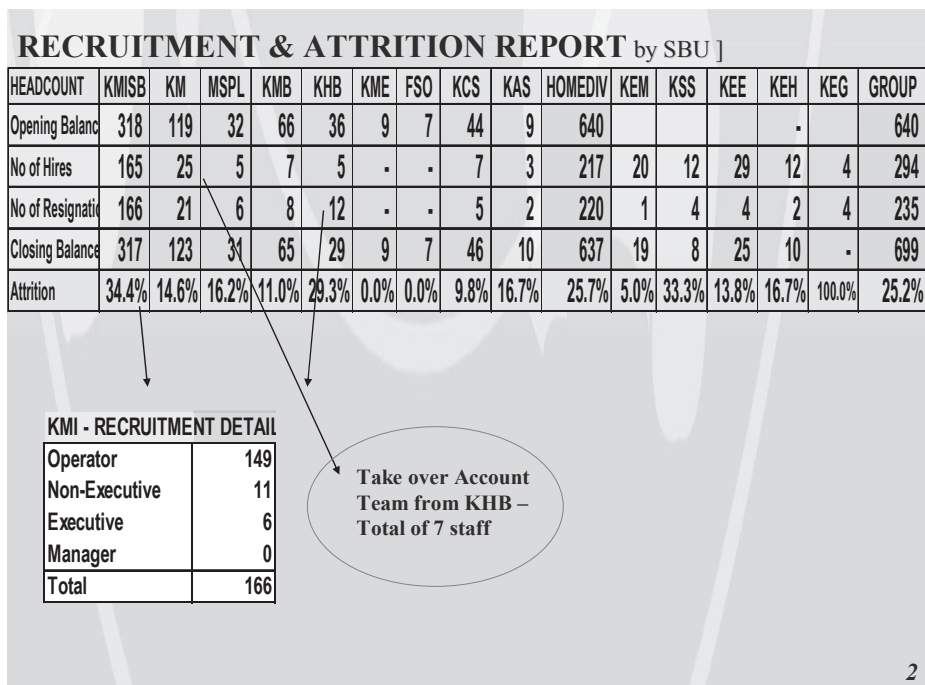 RECRUITMENT & ATTRITION REPORT by SBU ]
HEADCOUNT KMISB KM MSPL KMB KHB KME FSO KCS KAS HOMEDIV KEM KSS KEE KEH KEG GROUP
Opening Balanc 318 119 32 66 36 9 7 44 9 640 - 640
No of Hires 165 25 5 7 5 - - 7 3 217 20 12 29 12 4 294
No of Resignatio 166 21 6 8 12 - - 5 2 220 1 4 4 2 4 235
Closing Balance 317 123 31 65 29 9 7 46 10 637 19 8 25 10 - 699
Attrition 34.4% 14.6% 16.2% 11.0% 29.3% 0.0% 0.0% 9.8% 16.7% 25.7% 5.0% 33.3% 13.8% 16.7% 100.0% 25.2%
KMI - RECRUITMENT DETAIL
Operator 149
Non-Executive 11
Executive 6
Manager 0
Total 166
Take over Account
Team from KHB –
Total of 7 staff
2